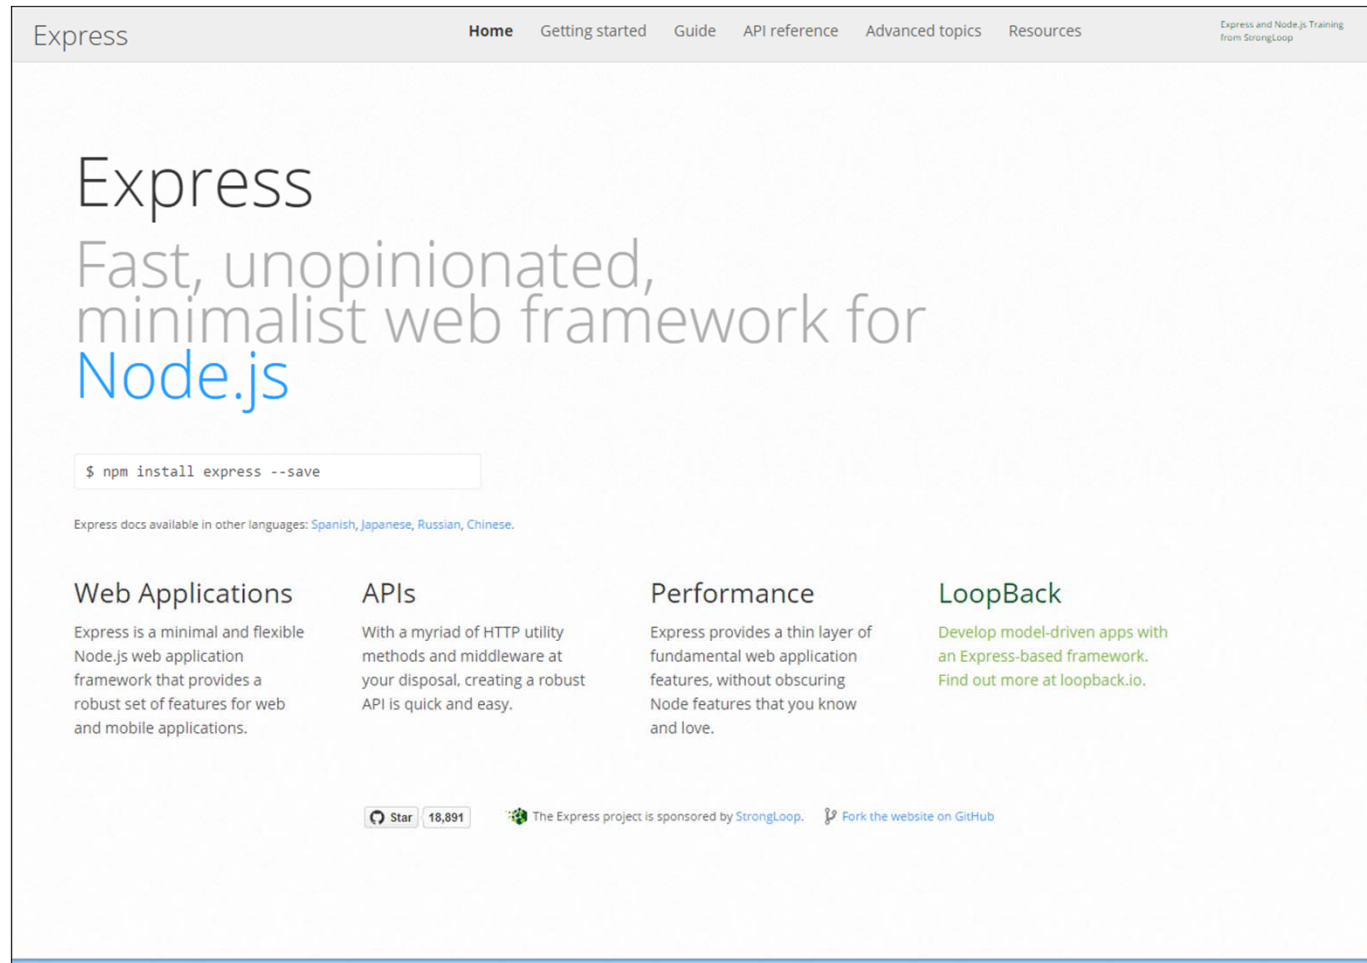 Express
Home Getting started Guide API reference Advanced topics Resources
Express and Node.js Training
from StrongLoop
Express
Fast, unopinionated,
minimalist web framework for
Node.js
$ npm install express --save
Express docs available in other languages: Spanish, Japanese, Russian, Chinese.
Web Applications
Express is a minimal and flexible
Node.js web application
framework that provides a
robust set of features for web
and mobile applications.
APIs
With a myriad of HTTP utility
methods and middleware at
your disposal, creating a robust
API is quick and easy.
Performance
Express provides a thin layer of
fundamental web application
features, without obscuring
Node features that you know
and love.
LoopBack
Develop model-driven apps with
an Express-based framework.
Find out more at loopback.io.
Star 18,891
The Express project is sponsored by StrongLoop.
Fork the website on GitHub